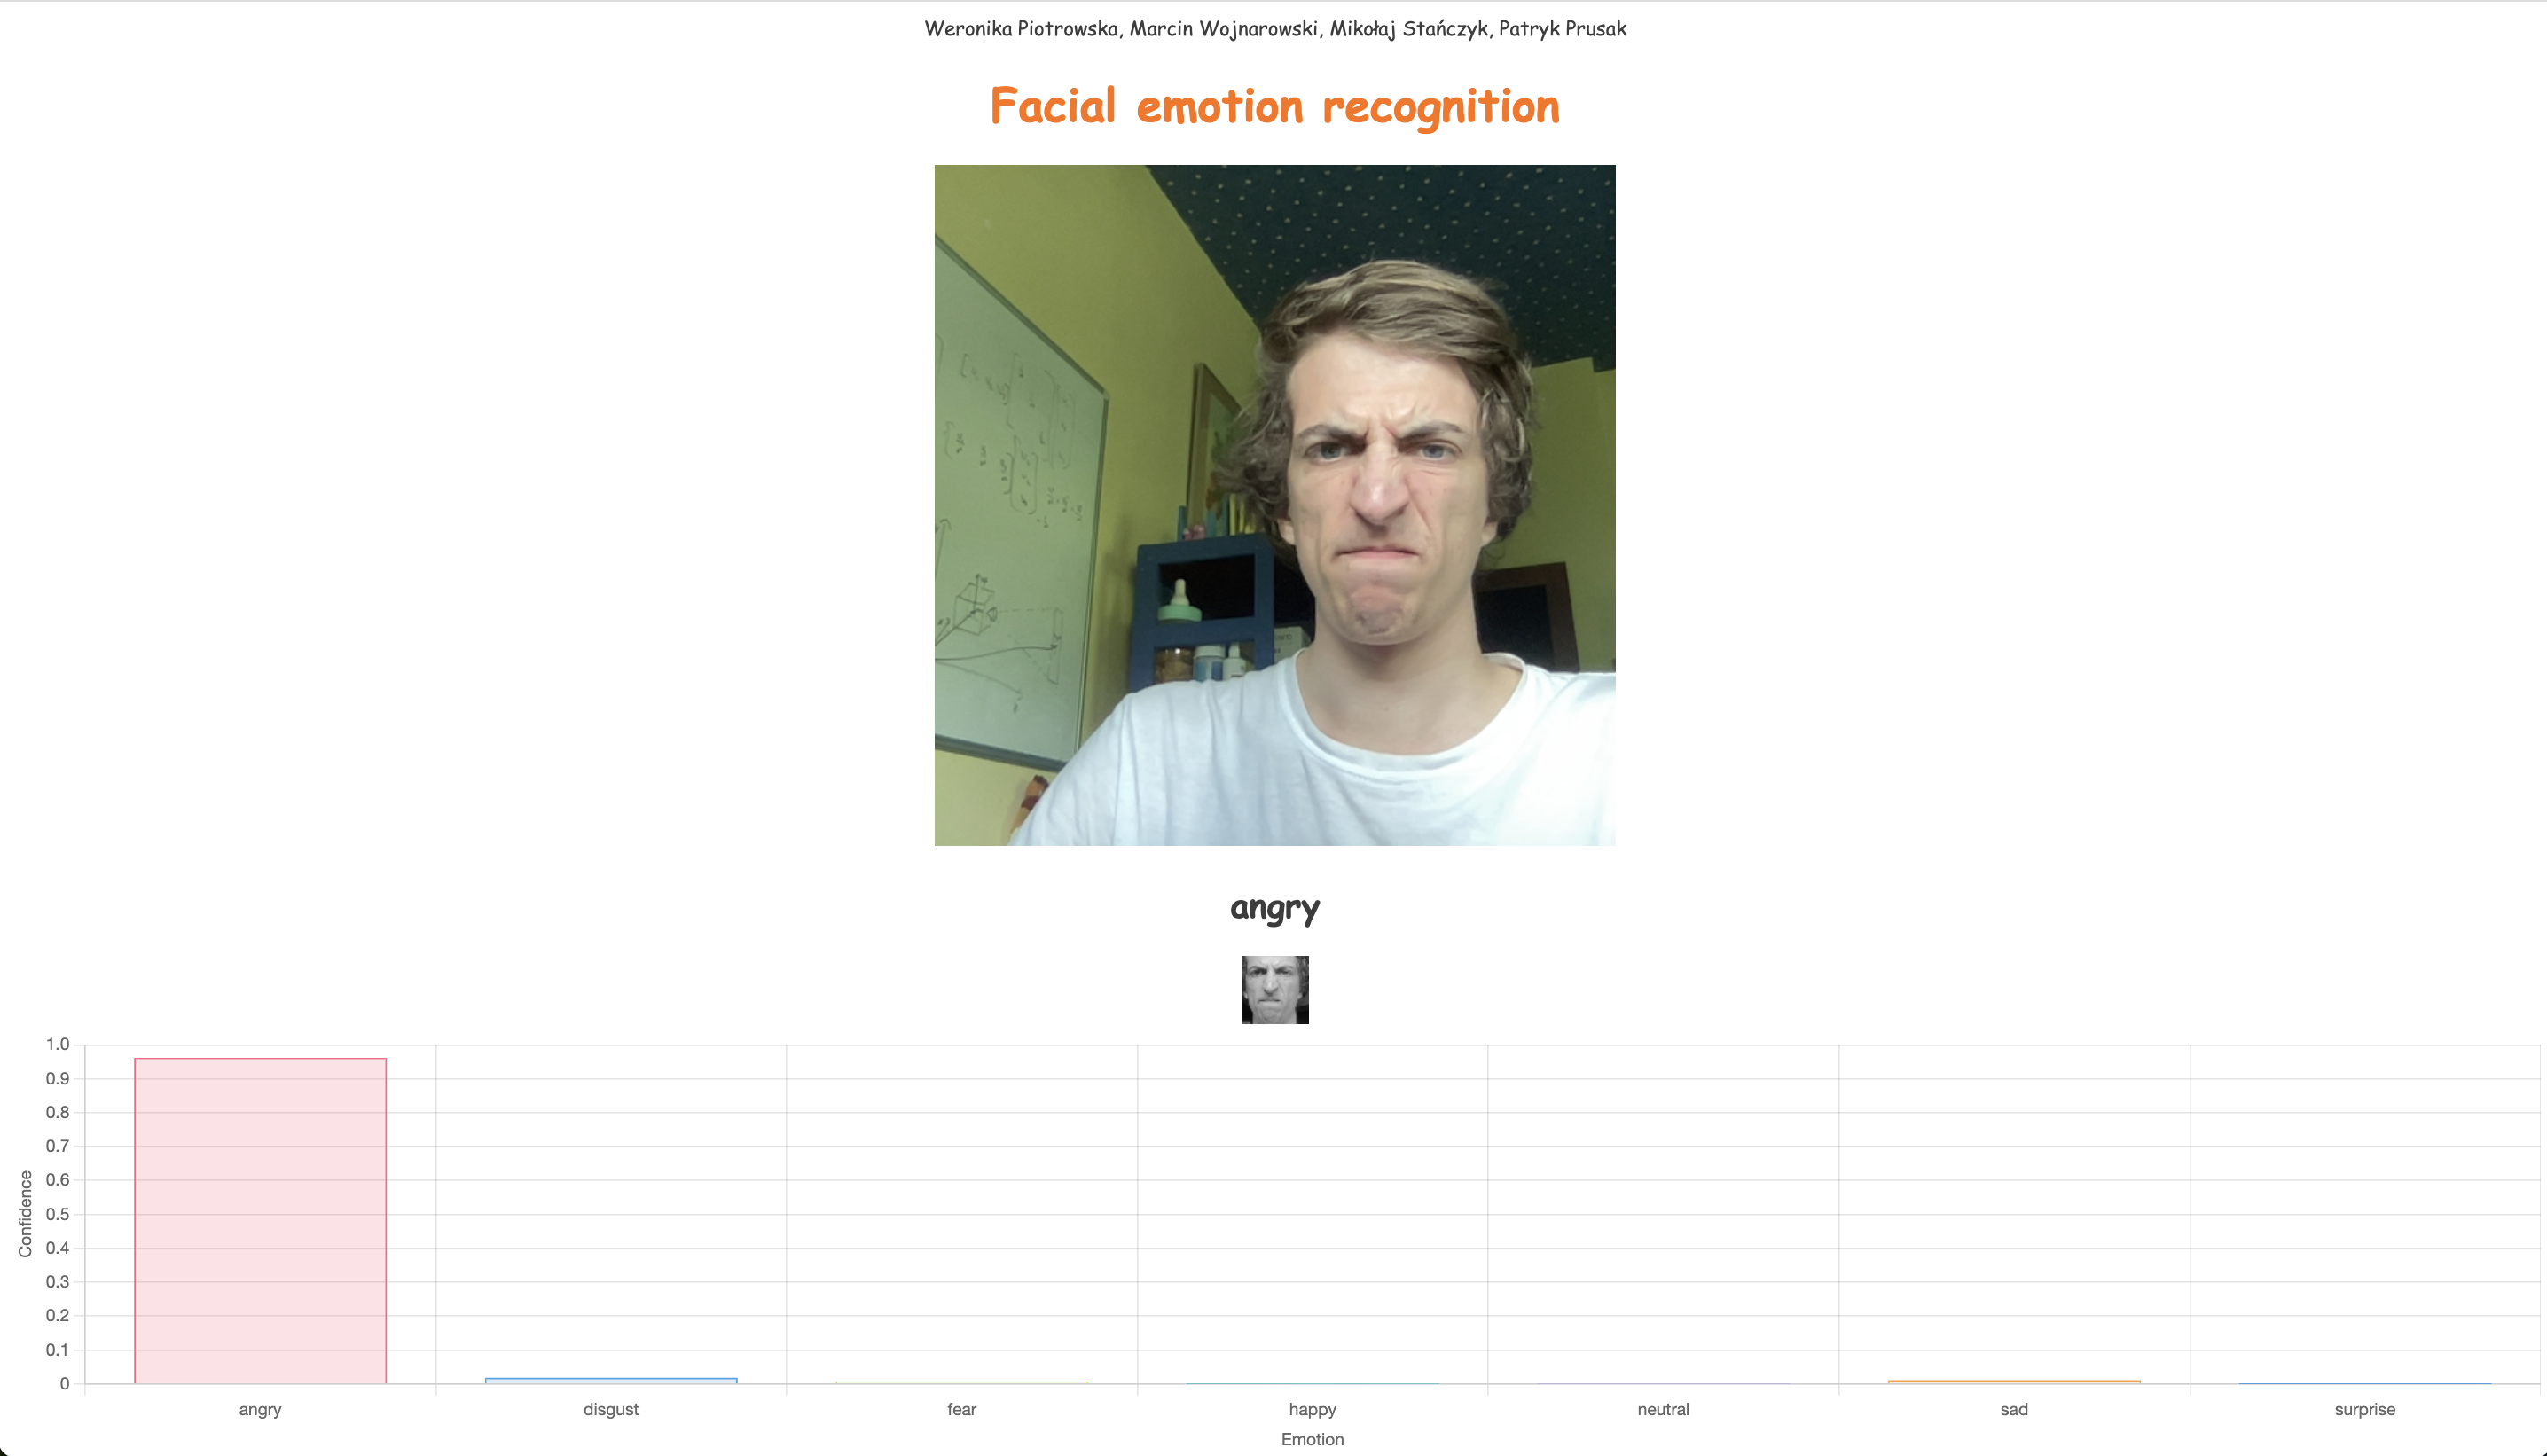 Weronika Piotrowska, Marcin Wojnarowski, Mikołaj Stańczyk, Patryk Prusak
Facial emotion recognition
angry
1.0
0.9
0.8
0.7
0.6
0.5
0.4
0.3
0.2
0.1
0
Confidence
angry disgust fear happy neutral sad surprise
Emotion